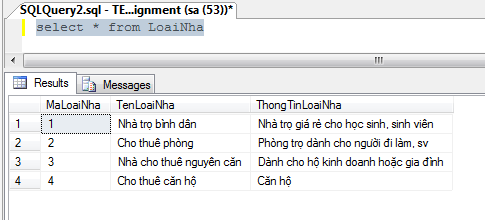 SQLQuery2.sql - TE...ignment (sa (53))*
select * from LoaiNha
Results Messages
MaLoaiNha TenLoaiNha ThongTinLoaiNha
1 1 Nhà trọ bình dân Nhà trọ giá rẻ cho học sinh, sinh viên
2 2 Cho thuê phòng Phòng trọ dành cho người đi làm, sv
3 3 Nhà cho thuê nguyên căn Dành cho hộ kinh doanh hoặc gia đình
4 4 Cho thuê căn hộ Căn hộ